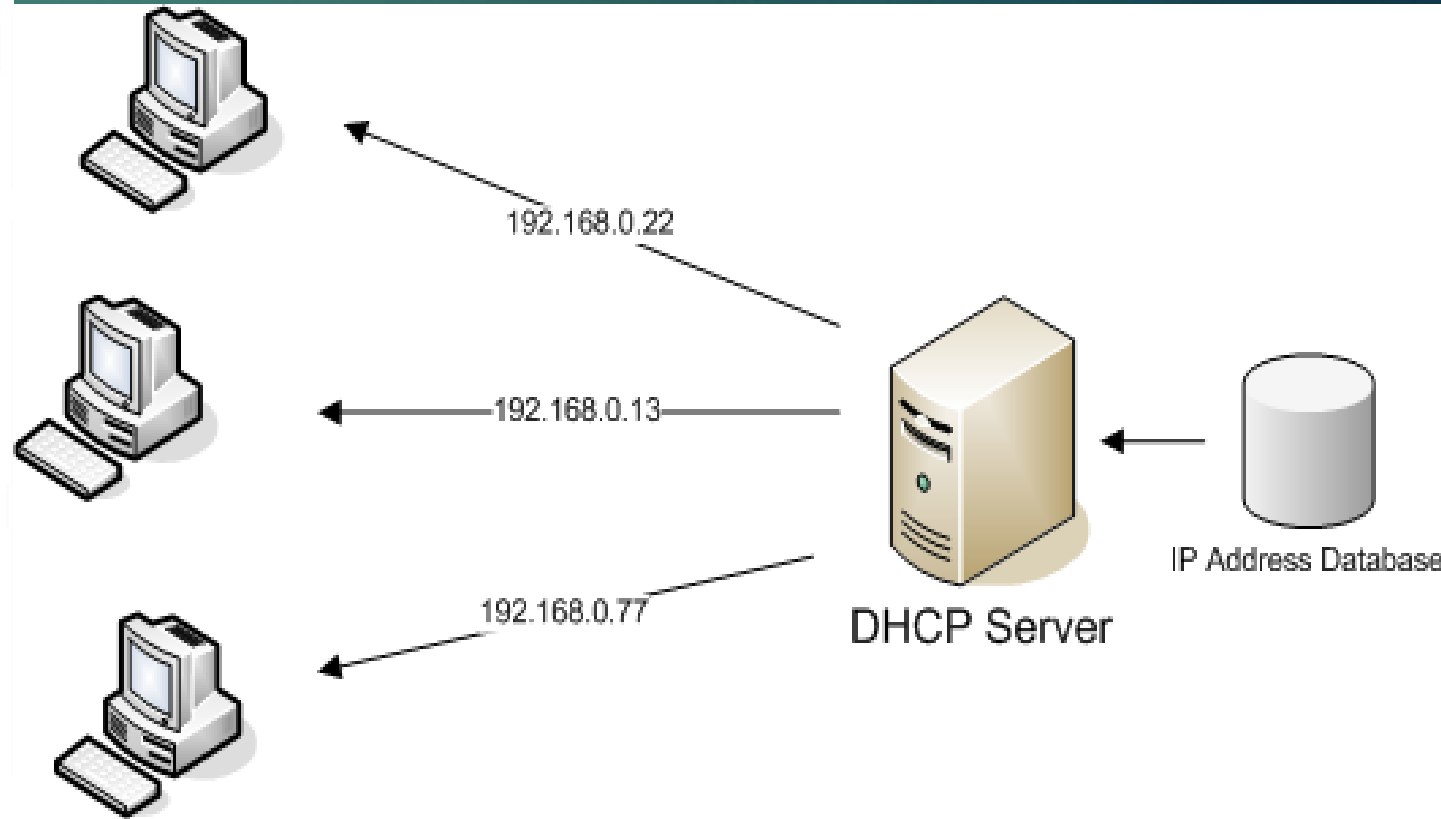 192.168.0.22
192.168.0.13
192.168.0.77
DHCP Server
IP Address Database